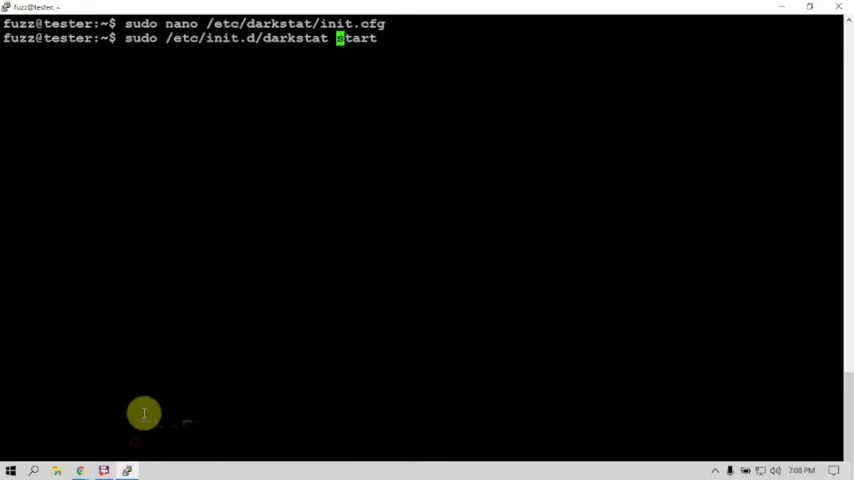 fuzz@tester: ~
fuzz@tester:~$ sudo nano /etc/darkstat/init.cfg
fuzz@tester:~$ sudo /etc/init.d/darkstat start
7:08 PM